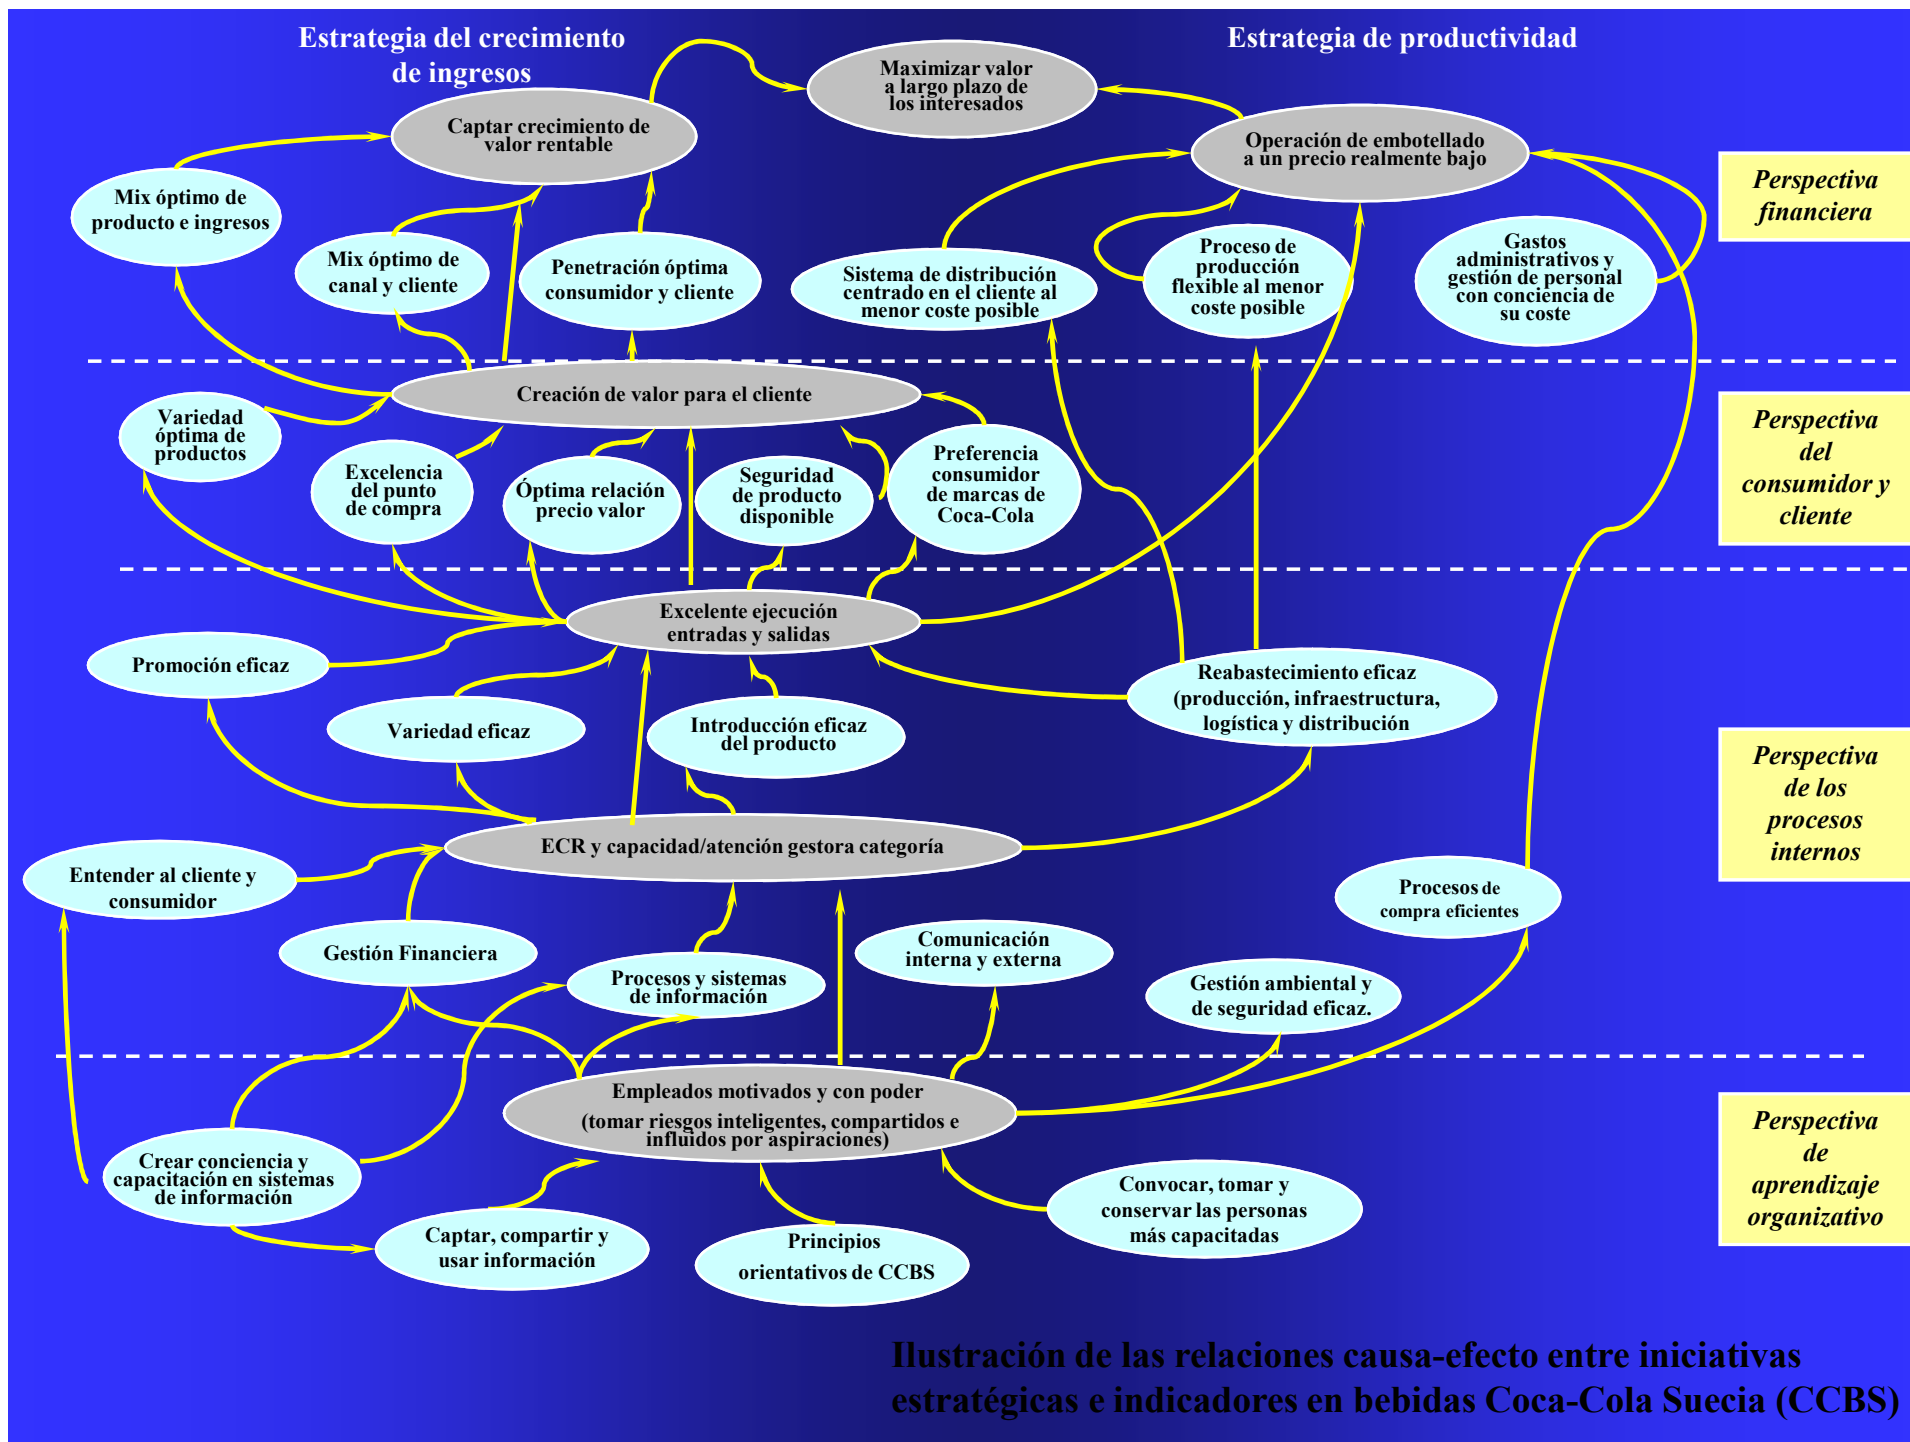 Estrategia del crecimiento
de ingresos
Estrategia de productividad
Maximizar valor
a largo plazo de
los interesados
Captar crecimiento de
valor rentable
Operación de embotellado
a un precio realmente bajo
Perspectiva
financiera
Mix óptimo de
producto e ingresos
Mix óptimo de
canal y cliente
Penetración óptima
consumidor y cliente
Sistema de distribución
centrado en el cliente al
menor coste posible
Proceso de
producción
flexible al menor
coste posible
Gastos
administrativos y
gestión de personal
con conciencia de
su coste
Creación de valor para el cliente
Variedad
óptima de
productos
Excelencia
del punto
de compra
Óptima relación
precio valor
Seguridad
de producto
disponible
Preferencia
consumidor
de marcas de
Coca-Cola
Perspectiva
del
consumidor y
cliente
Excelente ejecución
entradas y salidas
Promoción eficaz
Variedad eficaz
Introducción eficaz
del producto
Reabastecimiento eficaz
(producción, infraestructura,
logística y distribución
Perspectiva
de los
procesos
internos
ECR y capacidad/atención gestora categoría
Entender al cliente y
consumidor
Gestión Financiera
Procesos y sistemas
de información
Comunicación
interna y externa
Procesos de
compra eficientes
Gestión ambiental y
de seguridad eficaz.
Empleados motivados y con poder
(tomar riesgos inteligentes, compartidos e
influidos por aspiraciones)
Crear conciencia y
capacitación en sistemas
de información
Captar, compartir y
usar información
Principios
orientativos de CCBS
Convocar, tomar y
conservar las personas
más capacitadas
Perspectiva
de
aprendizaje
organizativo
Ilustración de las relaciones causa-efecto entre iniciativas
estratégicas e indicadores en bebidas Coca-Cola Suecia (CCBS)